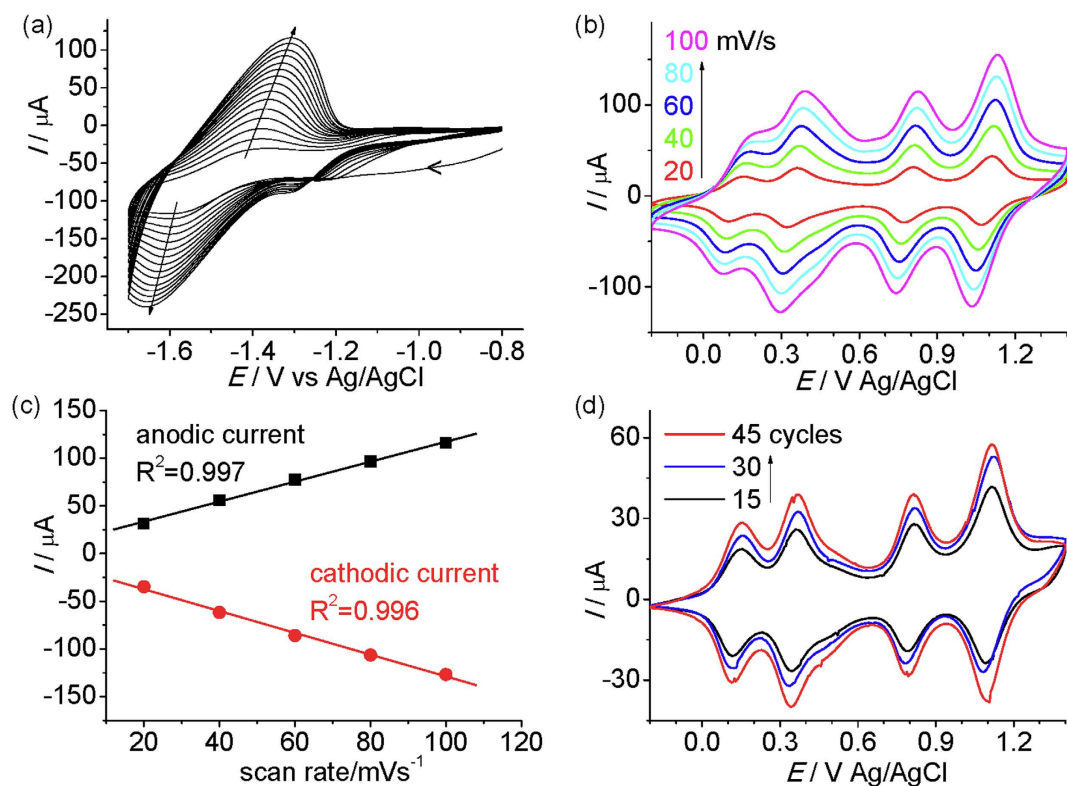 (a)
100
50
0
-50
-100
-150
-200
-250
I / μA
-1.6 -1.4 -1.2 -1.0 -0.8
E / V vs Ag/AgCl
(b)
100 mV/s
80
60
40
20
100
0
-100
I / μA
0.0 0.3 0.6 0.9 1.2
E / V Ag/AgCl
(c)
150
100
50
0
-50
-100
-150
I / μA
anodic current
R²=0.997
cathodic current
R²=0.996
20 40 60 80 100 120
scan rate/mVs⁻¹
(d)
45 cycles
30
15
60
30
0
-30
I / μA
0.0 0.3 0.6 0.9 1.2
E / V Ag/AgCl